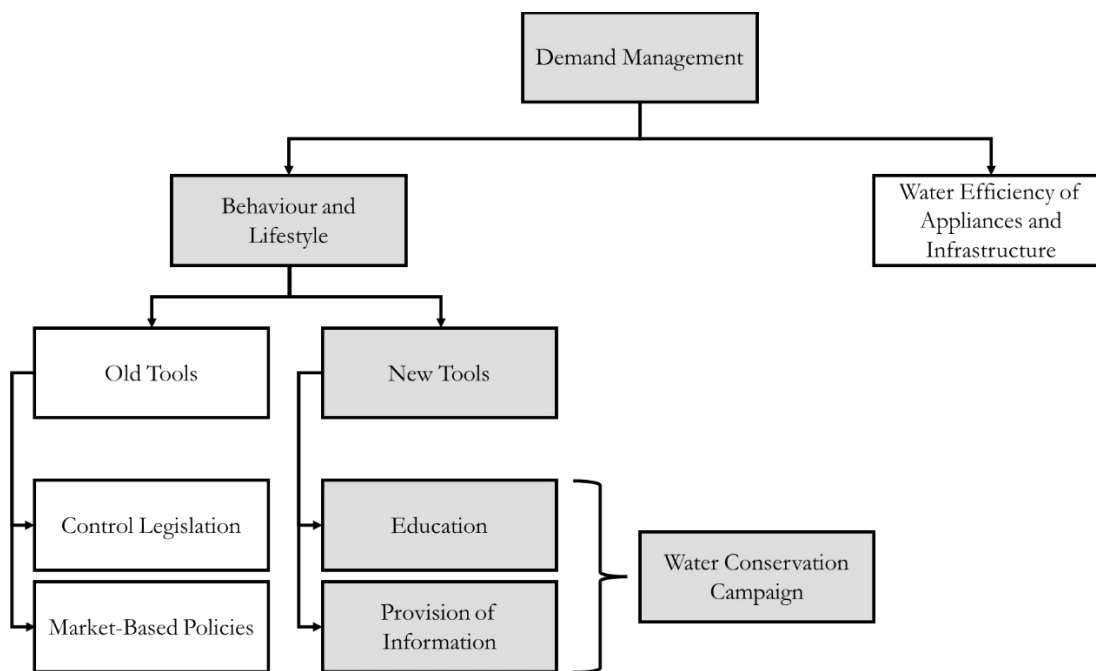 Demand Management
Behaviour and
Lifestyle
Water Efficiency of
Appliances and
Infrastructure
Old Tools
New Tools
Control Legislation
Education
Water Conservation
Campaign
Market-Based Policies
Provision of
Information